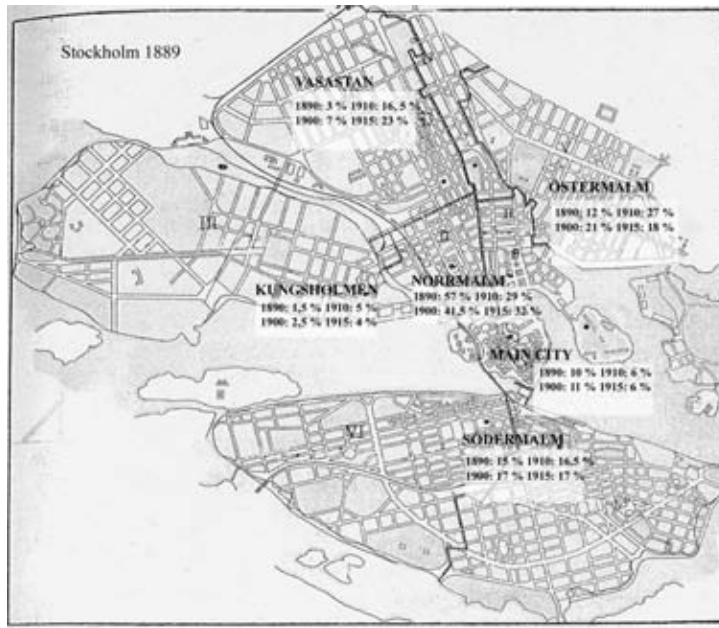 Stockholm 1889
VASASTAN
1890: 3 % 1910: 16, 5 %
1900: 7 % 1915: 23 %
ÖSTERMALM
1890: 12 % 1910: 27 %
1900: 21 % 1915: 18 %
III
II
KUNGSHOLMEN
1890: 1,5 % 1910: 5 %
1900: 2,5 % 1915: 4 %
NORRMALM
1890: 57 % 1910: 29 %
1900: 41,5 % 1915: 32 %
MAIN CITY
1890: 10 % 1910: 6 %
1900: 11 % 1915: 6 %
VI
SÖDERMALM
1890: 15 % 1910: 16,5 %
1900: 17 % 1915: 17 %